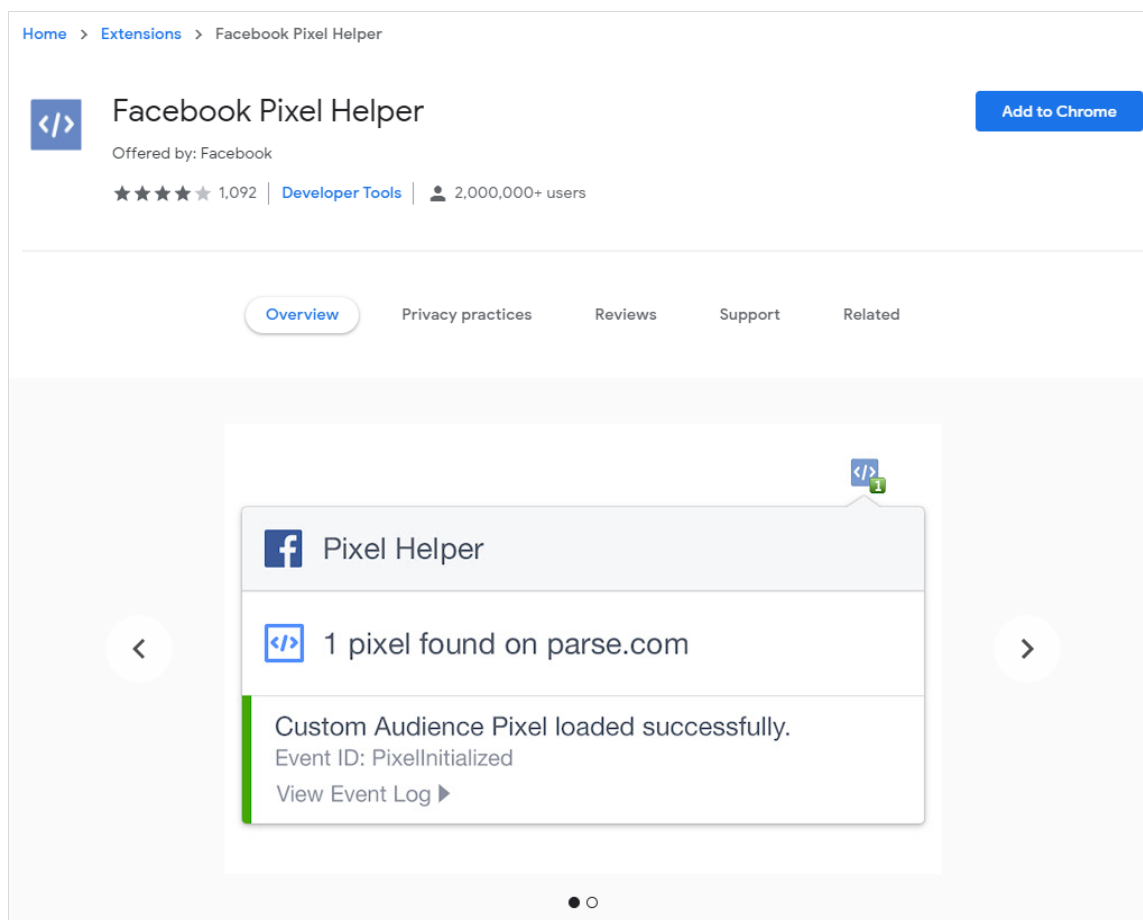 Home > Extensions > Facebook Pixel Helper
</> Facebook Pixel Helper
Add to Chrome
Offered by: Facebook
1,092 | Developer Tools | 2,000,000+ users
Overview Privacy practices Reviews Support Related
</> 1
f Pixel Helper
</> 1 pixel found on parse.com
Custom Audience Pixel loaded successfully.
Event ID: PixelInitialized
View Event Log